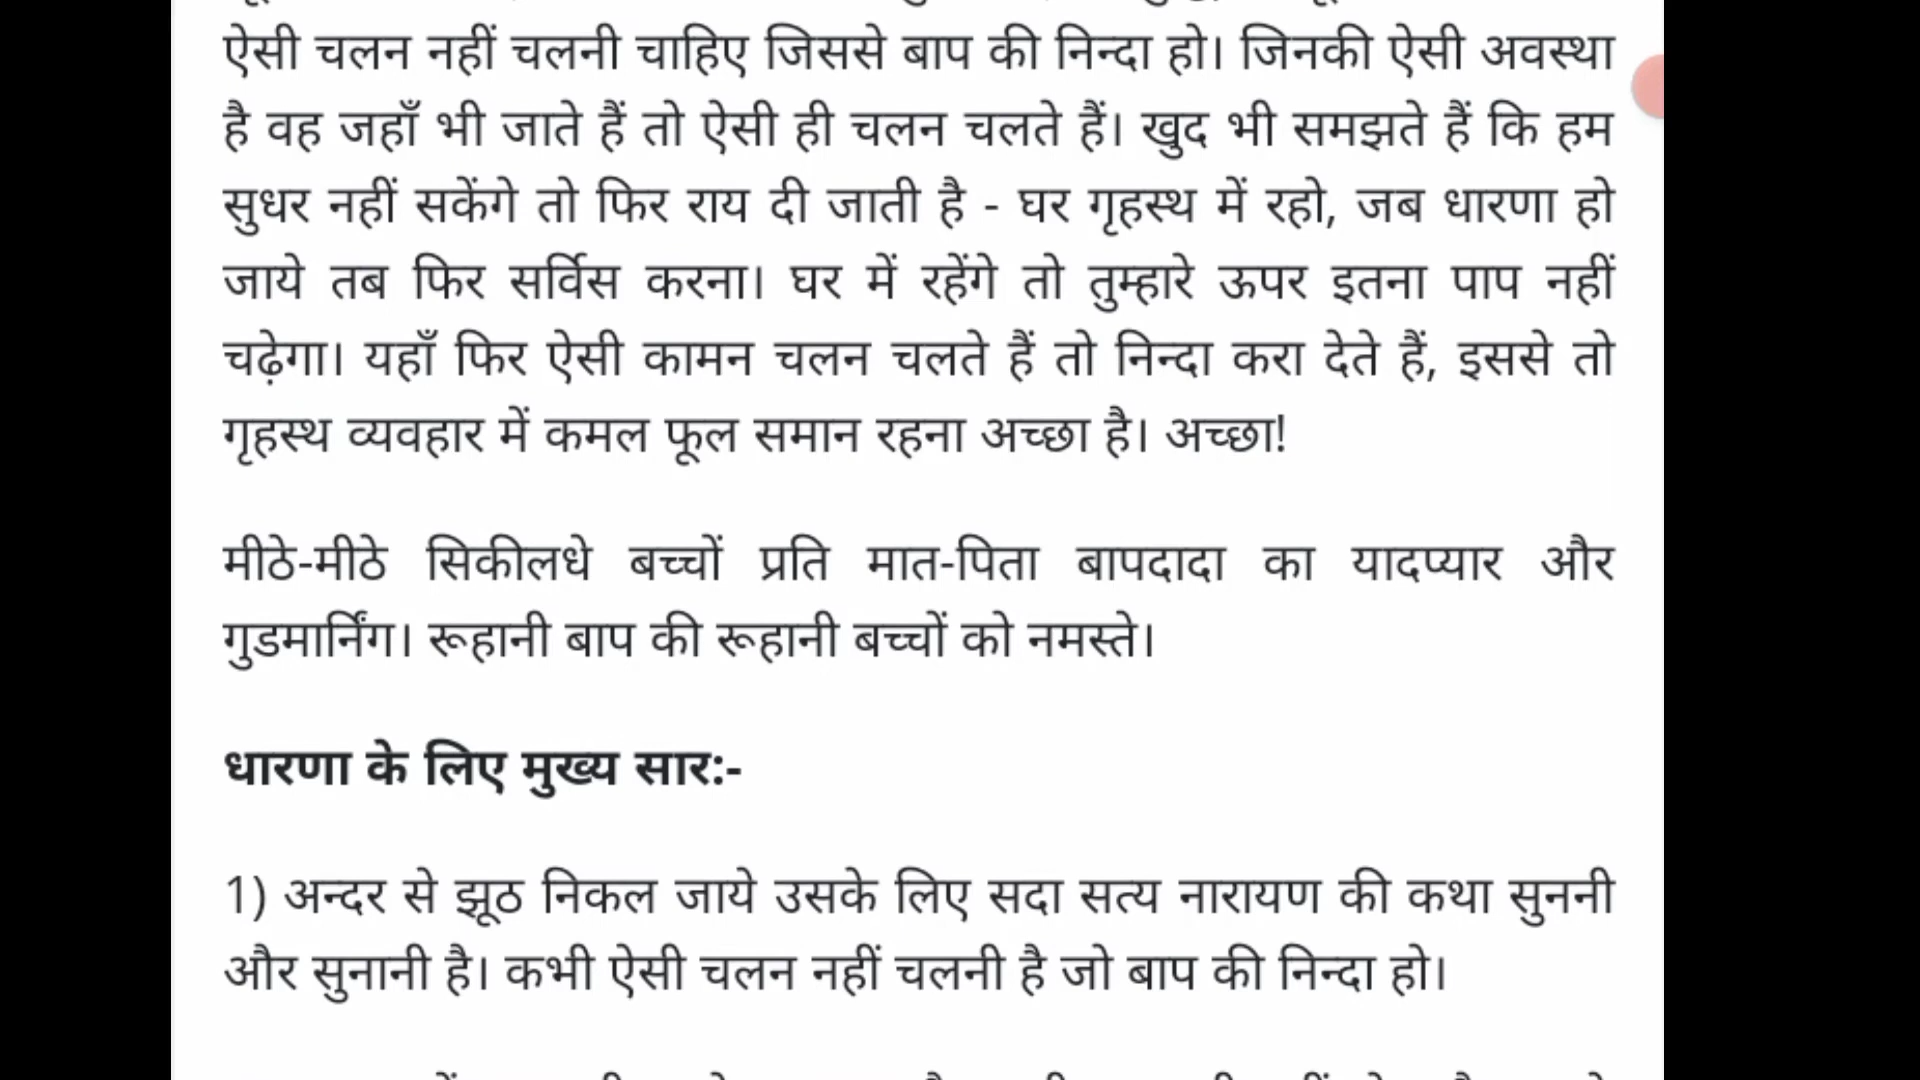 ऐसी चलन नहीं चलनी चाहिए जिससे बाप की निन्दा हो। जिनकी ऐसी अवस्था
है वह जहाँ भी जाते हैं तो ऐसी ही चलन चलते हैं। खुद भी समझते हैं कि हम
सुधर नहीं सकेंगे तो फिर राय दी जाती है - घर गृहस्थ में रहो, जब धारणा हो
जाये तब फिर सर्विस करना। घर में रहेंगे तो तुम्हारे ऊपर इतना पाप नहीं
चढ़ेगा। यहाँ फिर ऐसी कामन चलन चलते हैं तो निन्दा करा देते हैं, इससे तो
गृहस्थ व्यवहार में कमल फूल समान रहना अच्छा है। अच्छा!
मीठे-मीठे सिकीलधे बच्चों प्रति मात-पिता बापदादा का यादप्यार और
गुडमार्निंग। रूहानी बाप की रूहानी बच्चों को नमस्ते।
धारणा के लिए मुख्य सार:-
1) अन्दर से झूठ निकल जाये उसके लिए सदा सत्य नारायण की कथा सुननी
और सुनानी है। कभी ऐसी चलन नहीं चलनी है जो बाप की निन्दा हो।